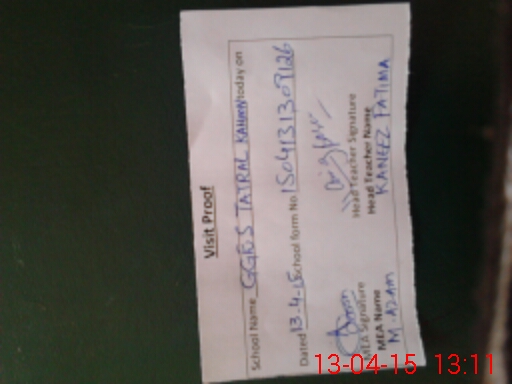 Visit Proof
School Name GGPS TATRAL KAHAN today on
Dated 13-4-15 School form No 1504131309126
MEA Signature Head Teacher Signature
MEA Name Head Teacher Name
M. AZAM KANEEZ FATIMA
13-04-15 13:11